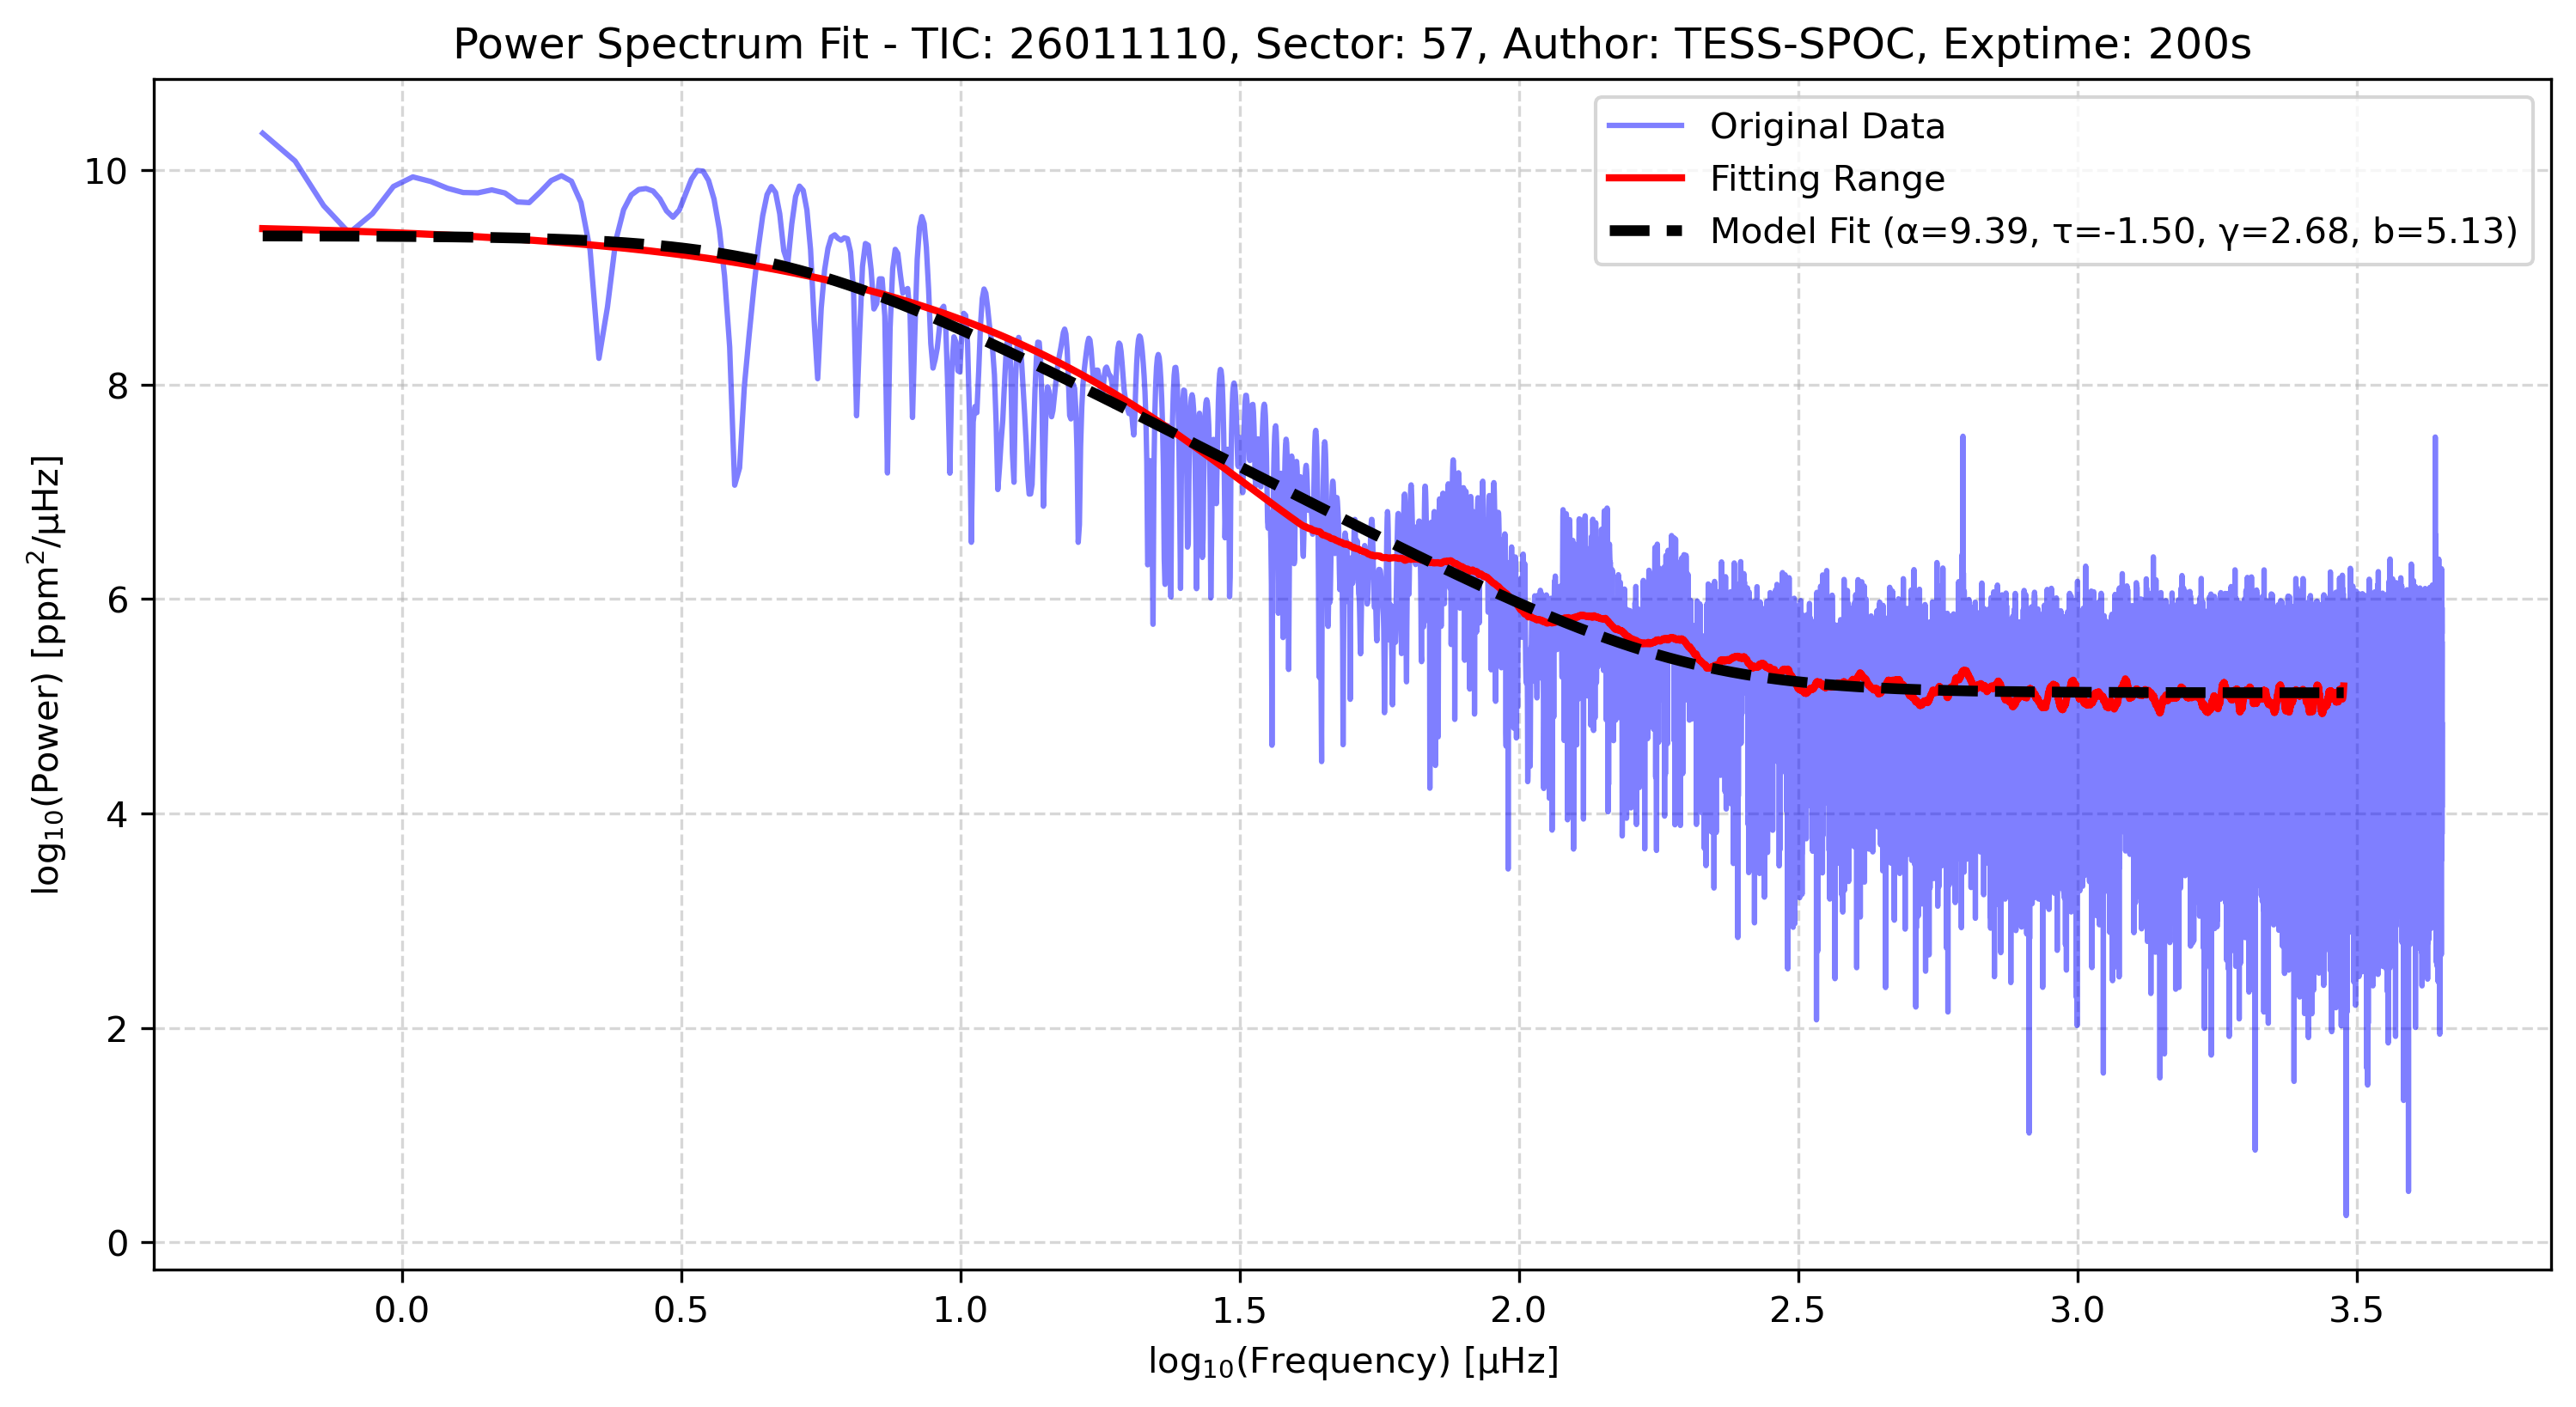 Power Spectrum Fit - TIC: 26011110, Sector: 57, Author: TESS-SPOC, Exptime: 200s
Original Data
Fitting Range
Model Fit (α=9.39, τ=-1.50, γ=2.68, b=5.13)
log₁₀(Power) [ppm²/μHz]
10
8
6
4
2
0
0.0 0.5 1.0 1.5 2.0 2.5 3.0 3.5
log₁₀(Frequency) [μHz]